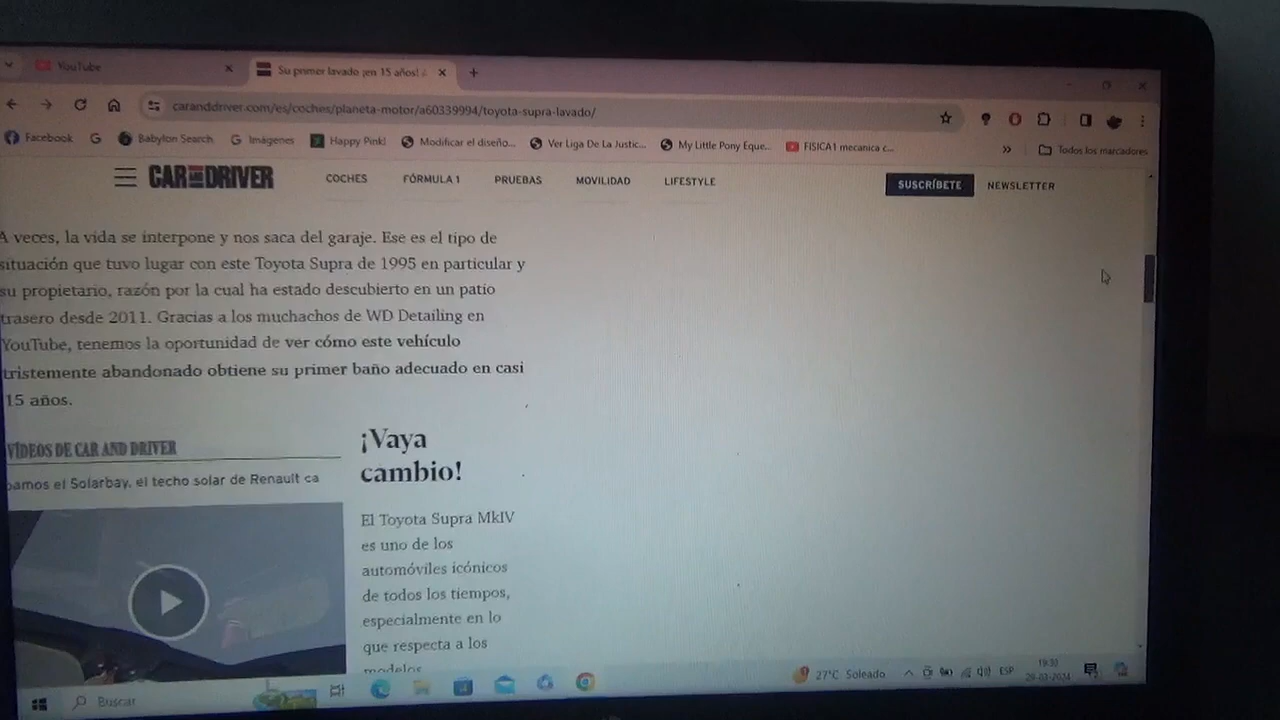 YouTube
Su primer lavado ¡en 15 años!
caranddriver.com/es/coches/planeta-motor/a60339994/toyota-supra-lavado/
Facebook
Babylon Search
Imágenes
Happy Pink!
Modificar el diseño...
Ver Liga De La Justic...
My Little Pony Eque...
FISICA1 mecanica c...
»
Todos los marcadores
CAR AND DRIVER
COCHES
FÓRMULA 1
PRUEBAS
MOVILIDAD
LIFESTYLE
SUSCRÍBETE
NEWSLETTER
A veces, la vida se interpone y nos saca del garaje. Ese es el tipo de
situación que tuvo lugar con este Toyota Supra de 1995 en particular y
su propietario, razón por la cual ha estado descubierto en un patio
trasero desde 2011. Gracias a los muchachos de WD Detailing en
YouTube, tenemos la oportunidad de ver cómo este vehículo
tristemente abandonado obtiene su primer baño adecuado en casi
15 años.
VÍDEOS DE CAR AND DRIVER
bamos el Solarbay, el techo solar de Renault ca
¡Vaya
cambio!
El Toyota Supra MkIV
es uno de los
automóviles icónicos
de todos los tiempos,
especialmente en lo
que respecta a los
modelos
Buscar
27°C Soleado
ESP
19:30